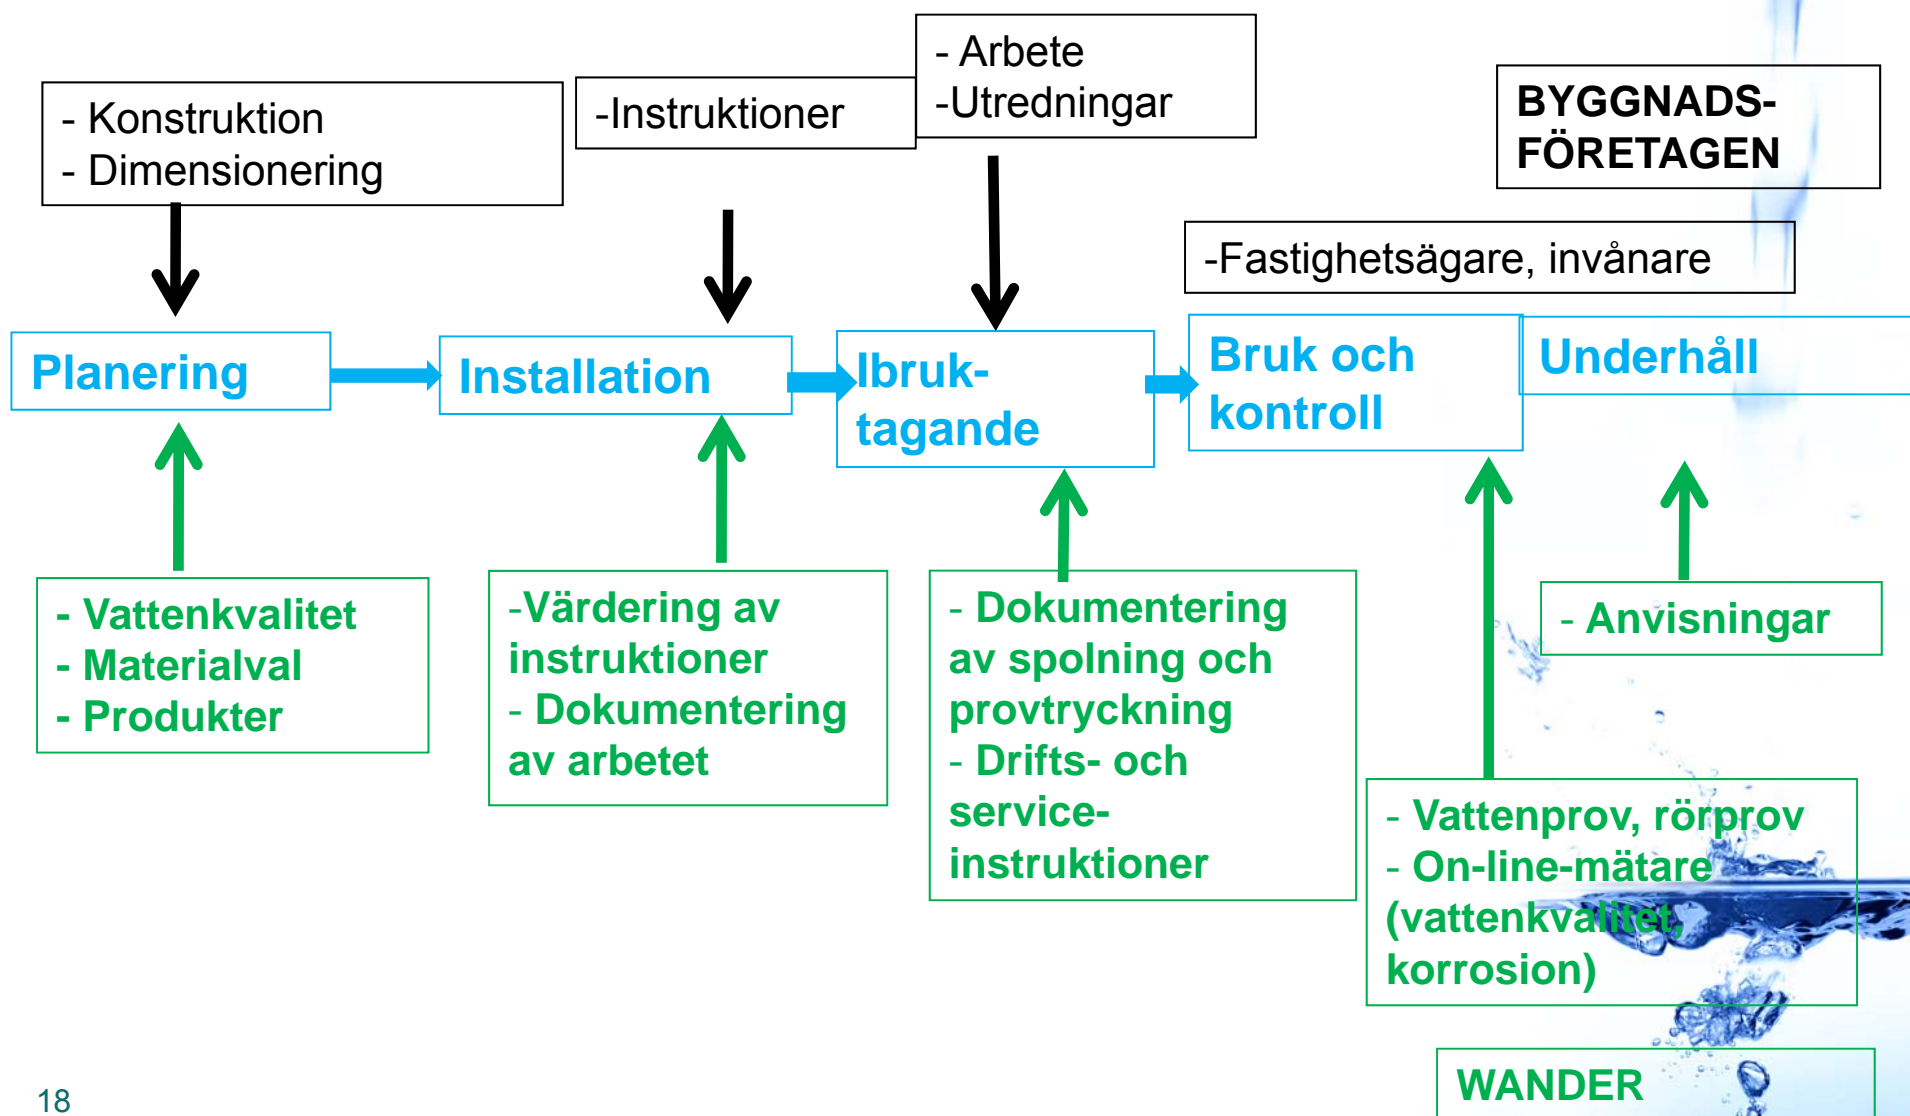 - Konstruktion
- Dimensionering
-Instruktioner
- Arbete
-Utredningar
BYGGNADS-
FÖRETAGEN
-Fastighetsägare, invånare
Planering
Installation
Ibruk-
tagande
Bruk och
kontroll
Underhåll
- Vattenkvalitet
- Materialval
- Produkter
-Värdering av
instruktioner
- Dokumentering
av arbetet
- Dokumentering
av spolning och
provtryckning
- Drifts- och
service-
instruktioner
- Anvisningar
- Vattenprov, rörprov
- On-line-mätare
(vattenkvalitet,
korrosion)
WANDER
18